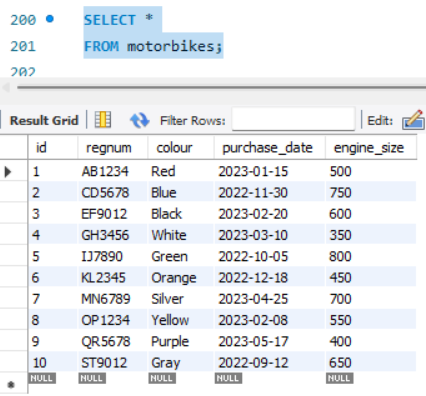 200 SELECT *
201 FROM motorbikes;
202
Result Grid Filter Rows: Edit:
id regnum colour purchase_date engine_size
1 AB1234 Red 2023-01-15 500
2 CD5678 Blue 2022-11-30 750
3 EF9012 Black 2023-02-20 600
4 GH3456 White 2023-03-10 350
5 IJ7890 Green 2022-10-05 800
6 KL2345 Orange 2022-12-18 450
7 MN6789 Silver 2023-04-25 700
8 OP1234 Yellow 2023-02-08 550
9 QR5678 Purple 2023-05-17 400
10 ST9012 Gray 2022-09-12 650
NULL NULL NULL NULL NULL